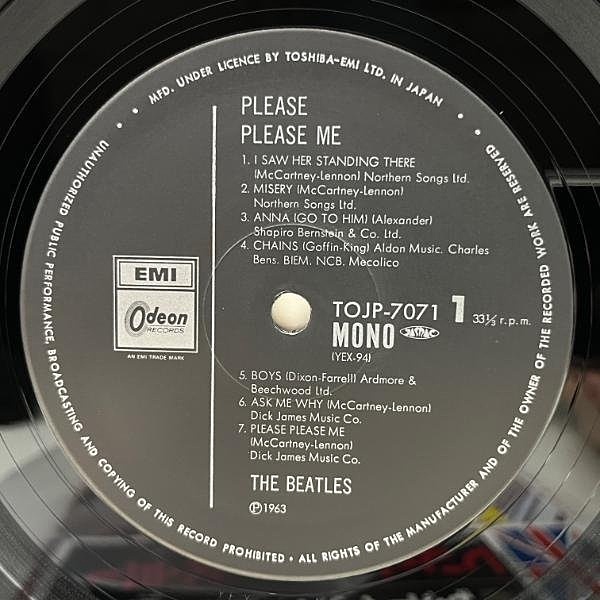 • • MFD. UNDER LICENCE BY TOSHIBA-EMI LTD. IN JAPAN • •
PLEASE
PLEASE ME
1. I SAW HER STANDING THERE
(McCartney-Lennon) Northern Songs Ltd.
2. MISERY (McCartney-Lennon)
Northern Songs Ltd.
3. ANNA (GO TO HIM) (Alexander)
Shapiro Bernstein & Co. Ltd.
4. CHAINS (Goffin-King) Aldon Music. Charles
Bens. BIEM. NCB. Mecolico
EMI
Odeon
RECORDS
AN EMI TRADE MARK
TOJP-7071 1 33⅓ r.p.m.
MONO JASRAC
(YEX-94)
5. BOYS (Dixon-Farrell) Ardmore &
Beechwood Ltd.
6. ASK ME WHY (McCartney-Lennon)
Dick James Music Co.
7. PLEASE PLEASE ME
(McCartney-Lennon)
Dick James Music Co.
THE BEATLES
℗1963
UNAUTHORIZED PUBLIC PERFORMANCE, BROADCASTING AND COPYING OF THIS RECORD PROHIBITED • ALL RIGHTS OF THE MANUFACTURER AND OF THE OWNER OF THE RECORDED WORK ARE RESERVED